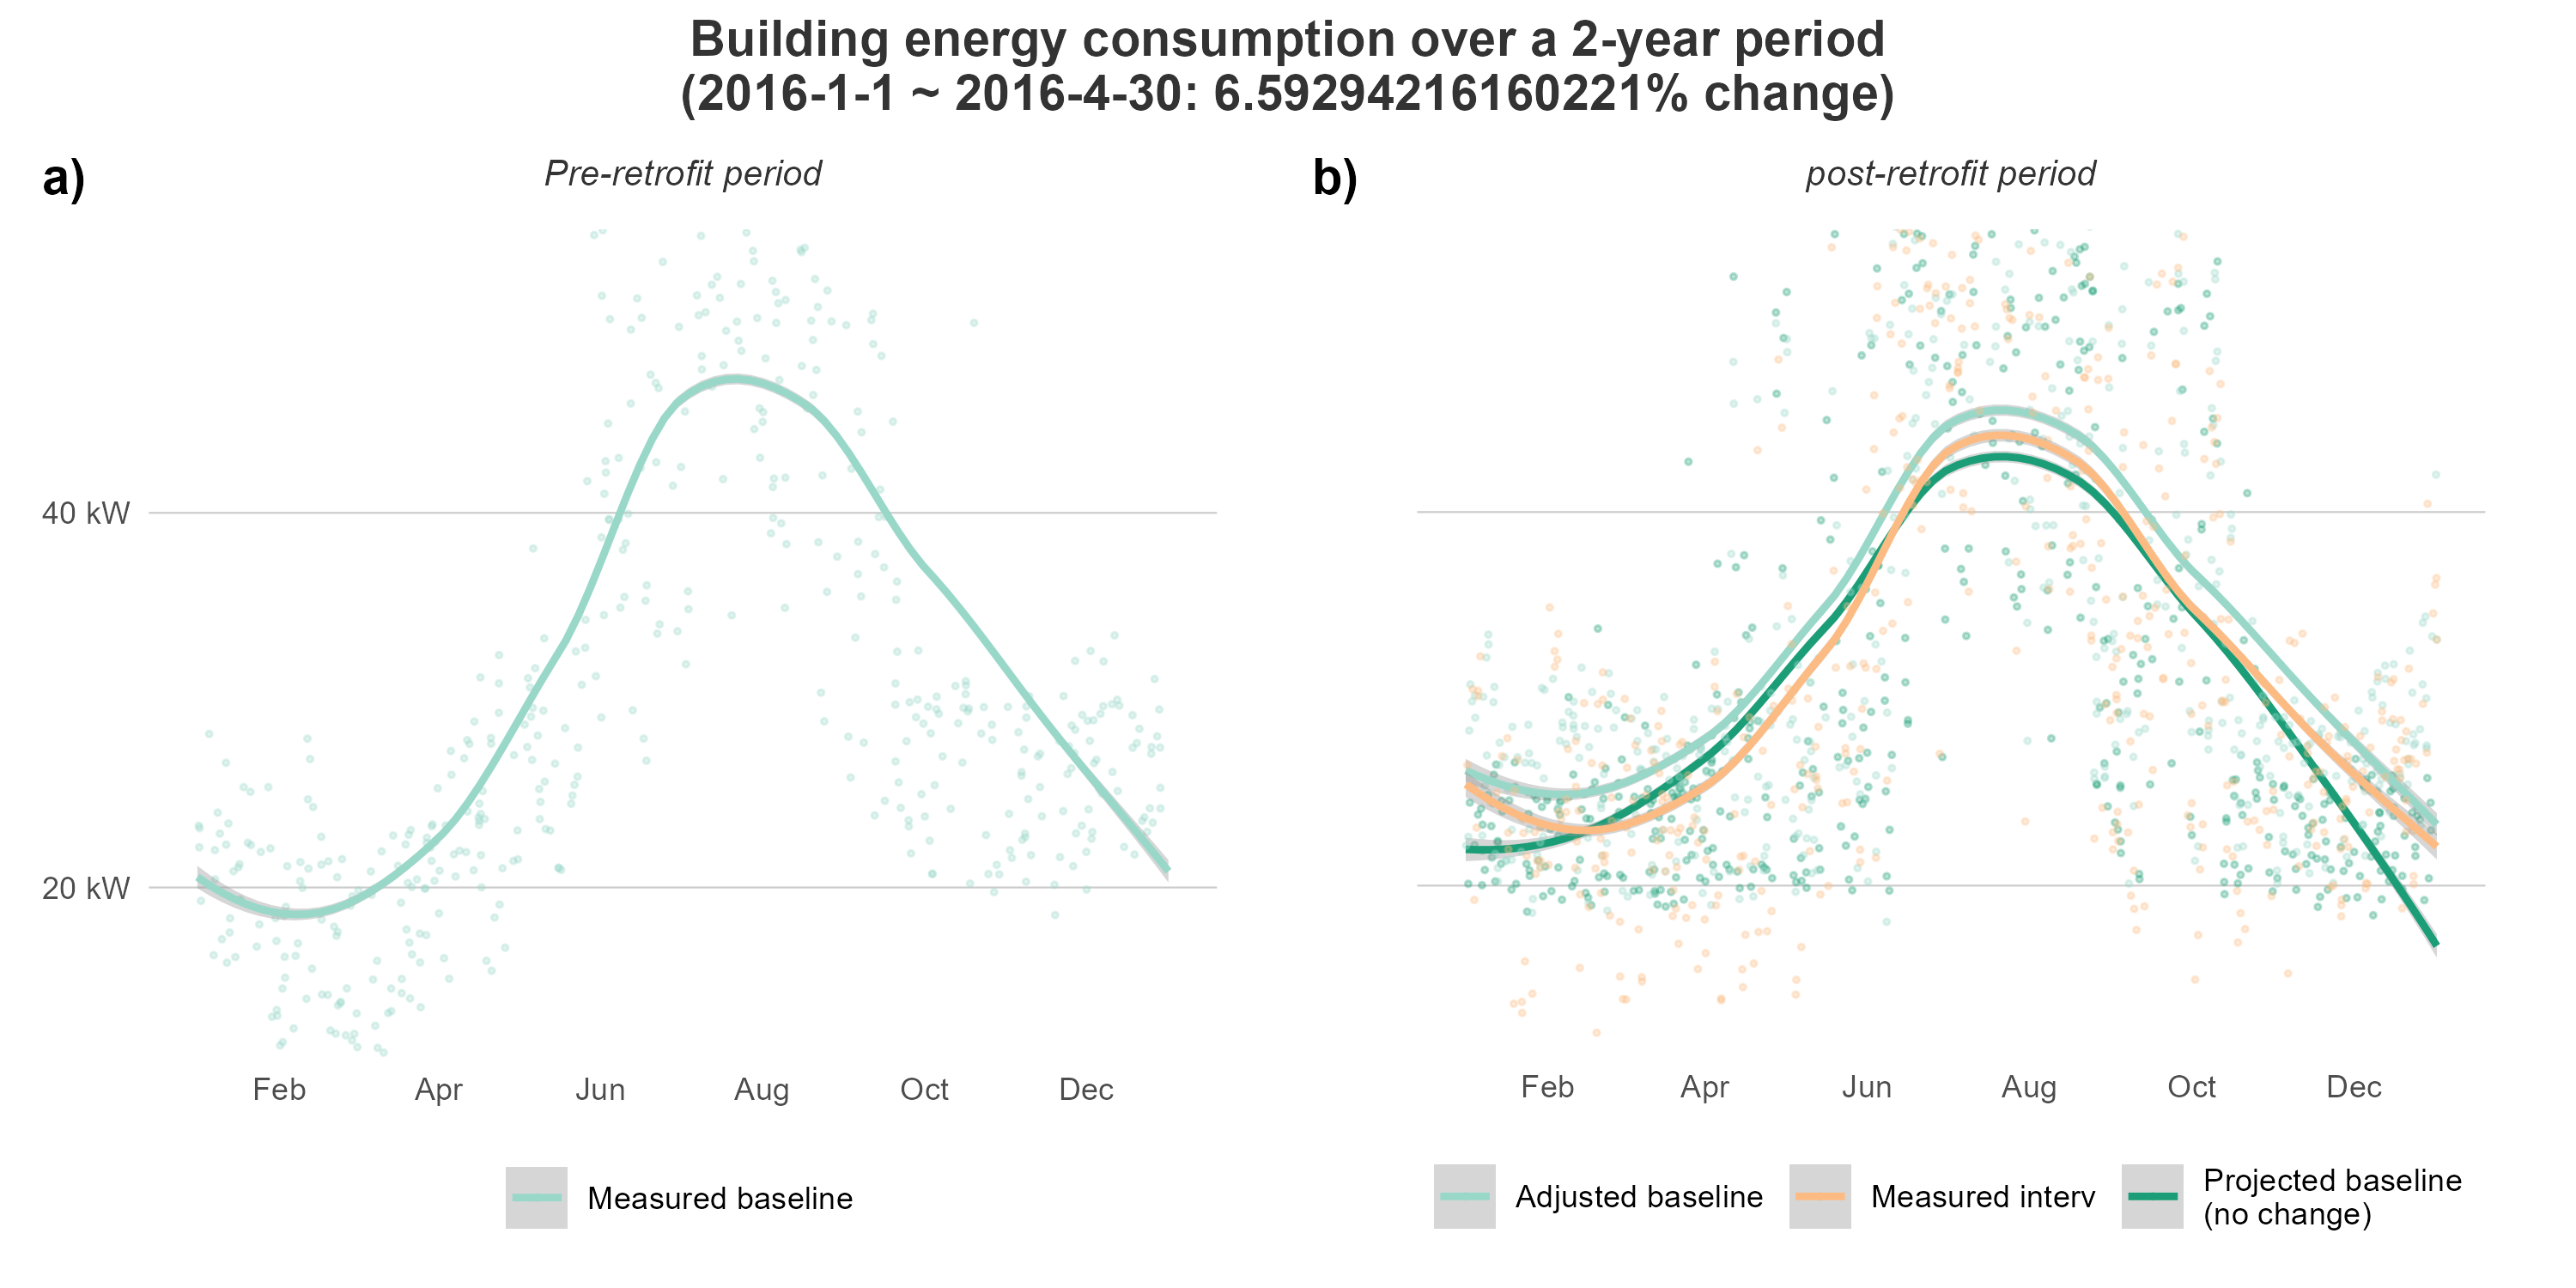 Building energy consumption over a 2-year period
(2016-1-1 ~ 2016-4-30: 6.59294216160221% change)
a)
Pre-retrofit period
40 kW
20 kW
Feb Apr Jun Aug Oct Dec
Measured baseline
b)
post-retrofit period
Feb Apr Jun Aug Oct Dec
Adjusted baseline
Measured interv
Projected baseline
(no change)